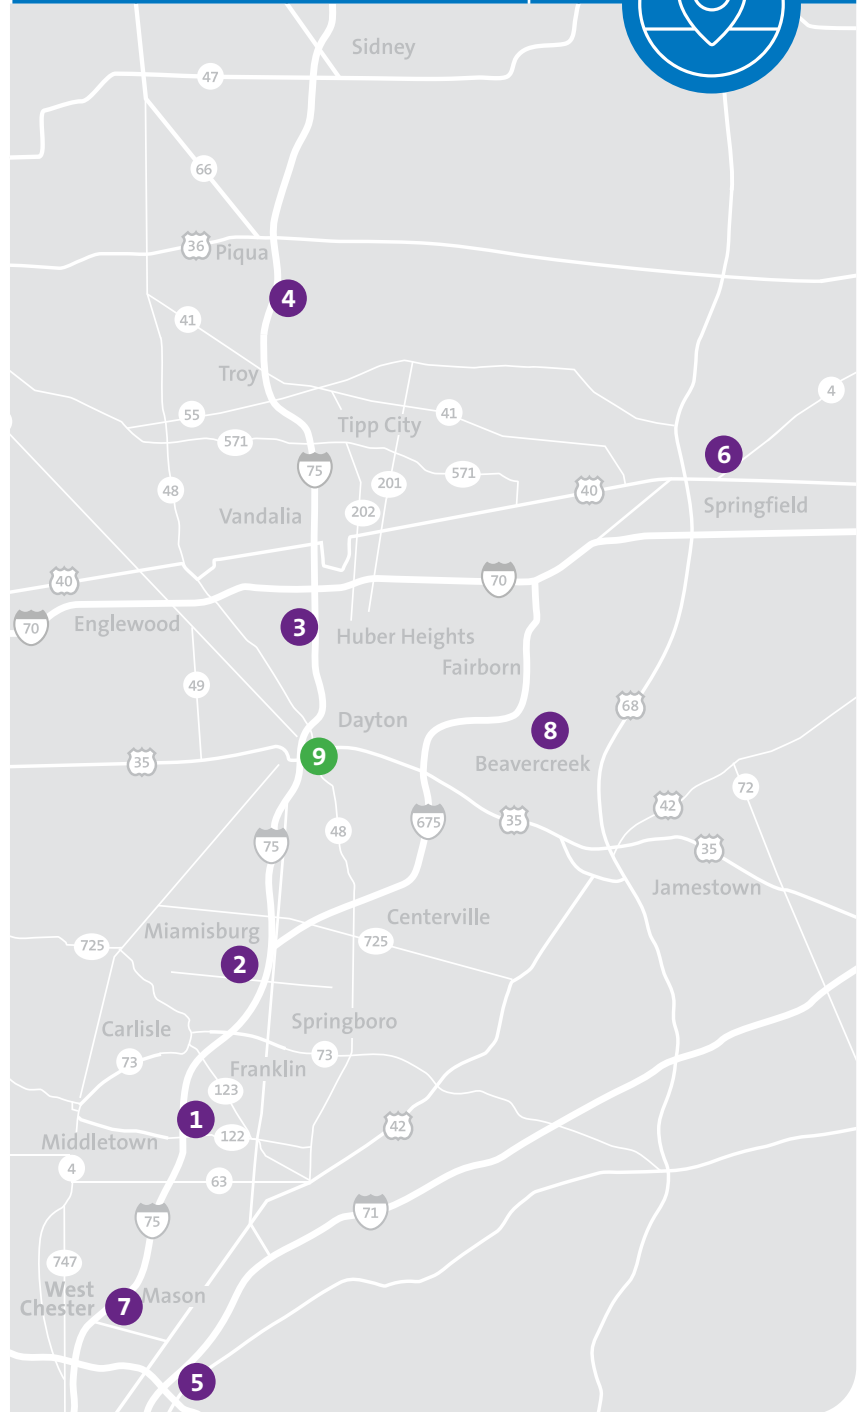 Sidney
47
66
36
Piqua
4
41
Troy
4
55
41
Tipp City
571
6
75
571
201
48
40
Springfield
202
Vandalia
40
70
Englewood
70
3
Huber Heights
Fairborn
49
68
Dayton
8
9
35
Beavercreek
72
42
675
35
48
75
35
Jamestown
Centerville
Miamisburg
725
725
2
Springboro
Carlisle
73
73
Franklin
123
1
42
122
Middletown
4
63
71
75
747
West
Chester
7
Mason
5